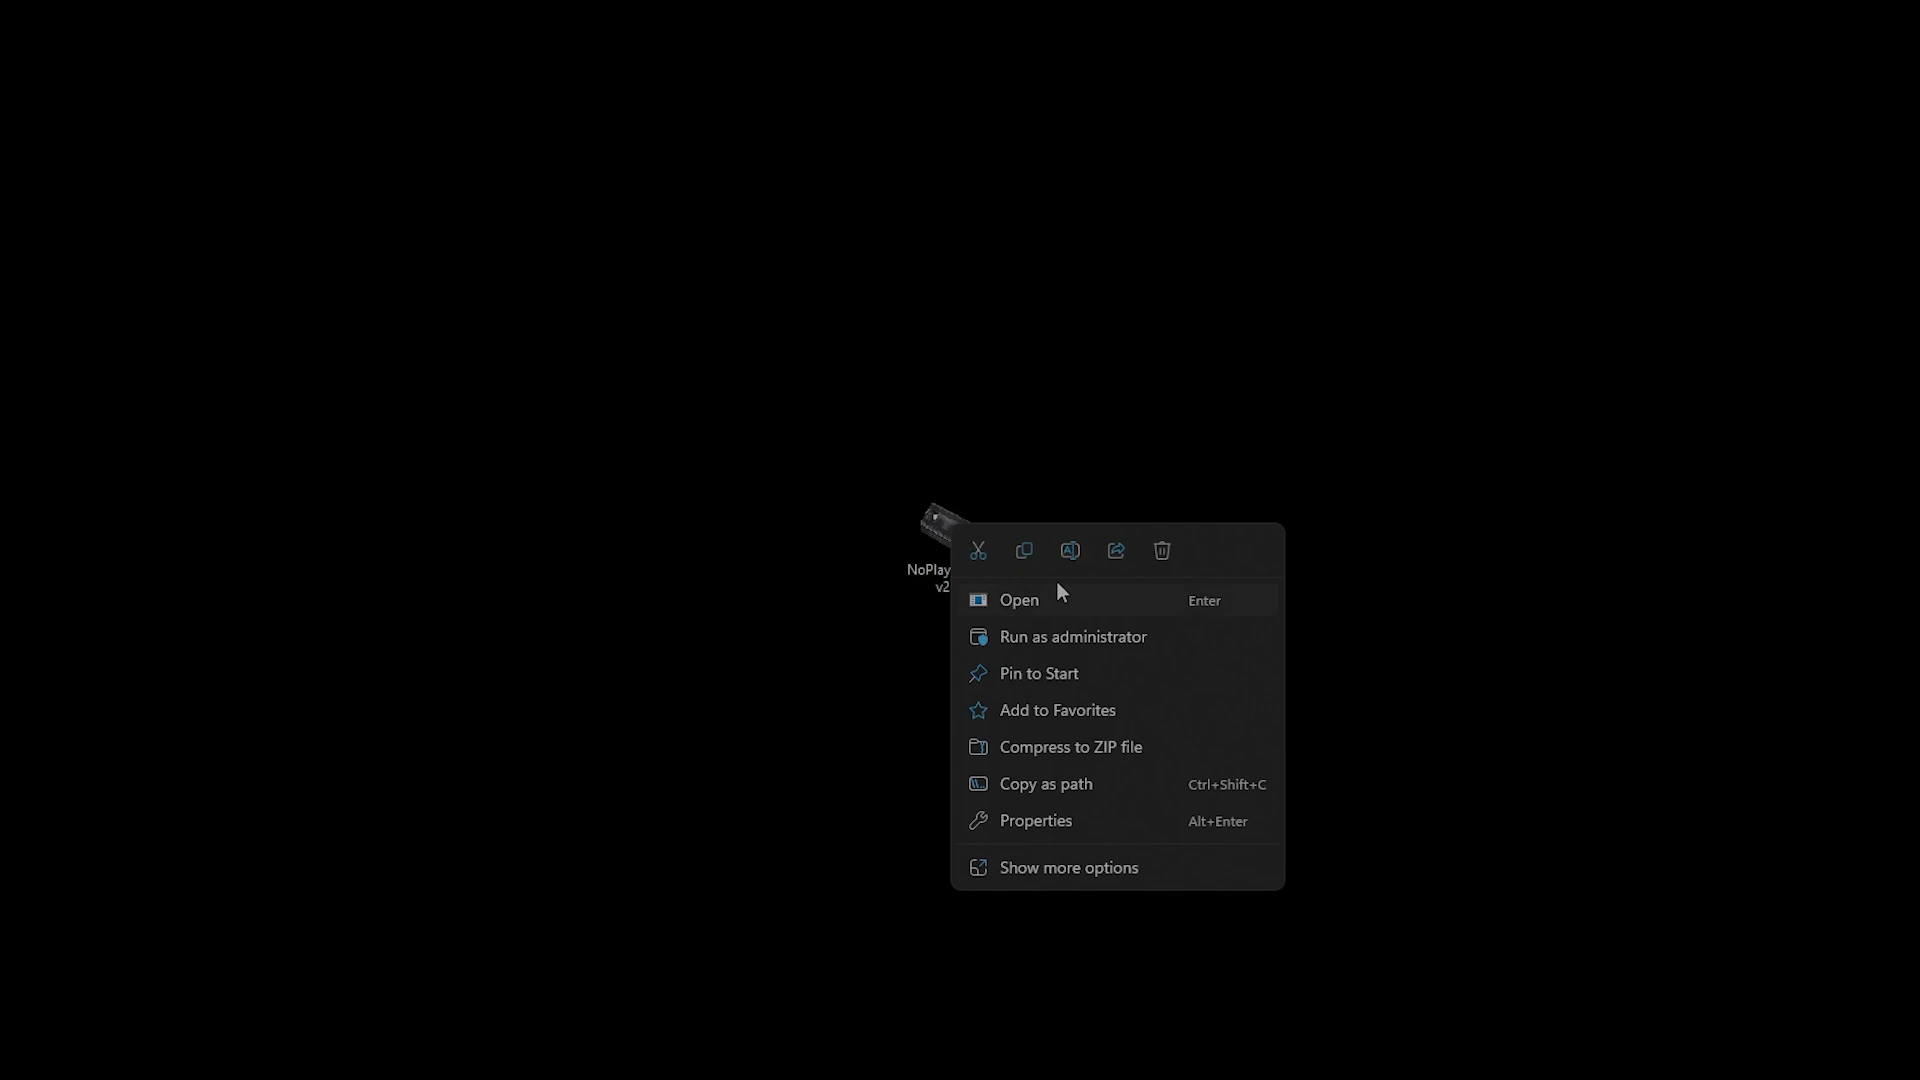 NoPlay
v2
Open Enter
Run as administrator
Pin to Start
Add to Favorites
Compress to ZIP file
Copy as path Ctrl+Shift+C
Properties Alt+Enter
Show more options